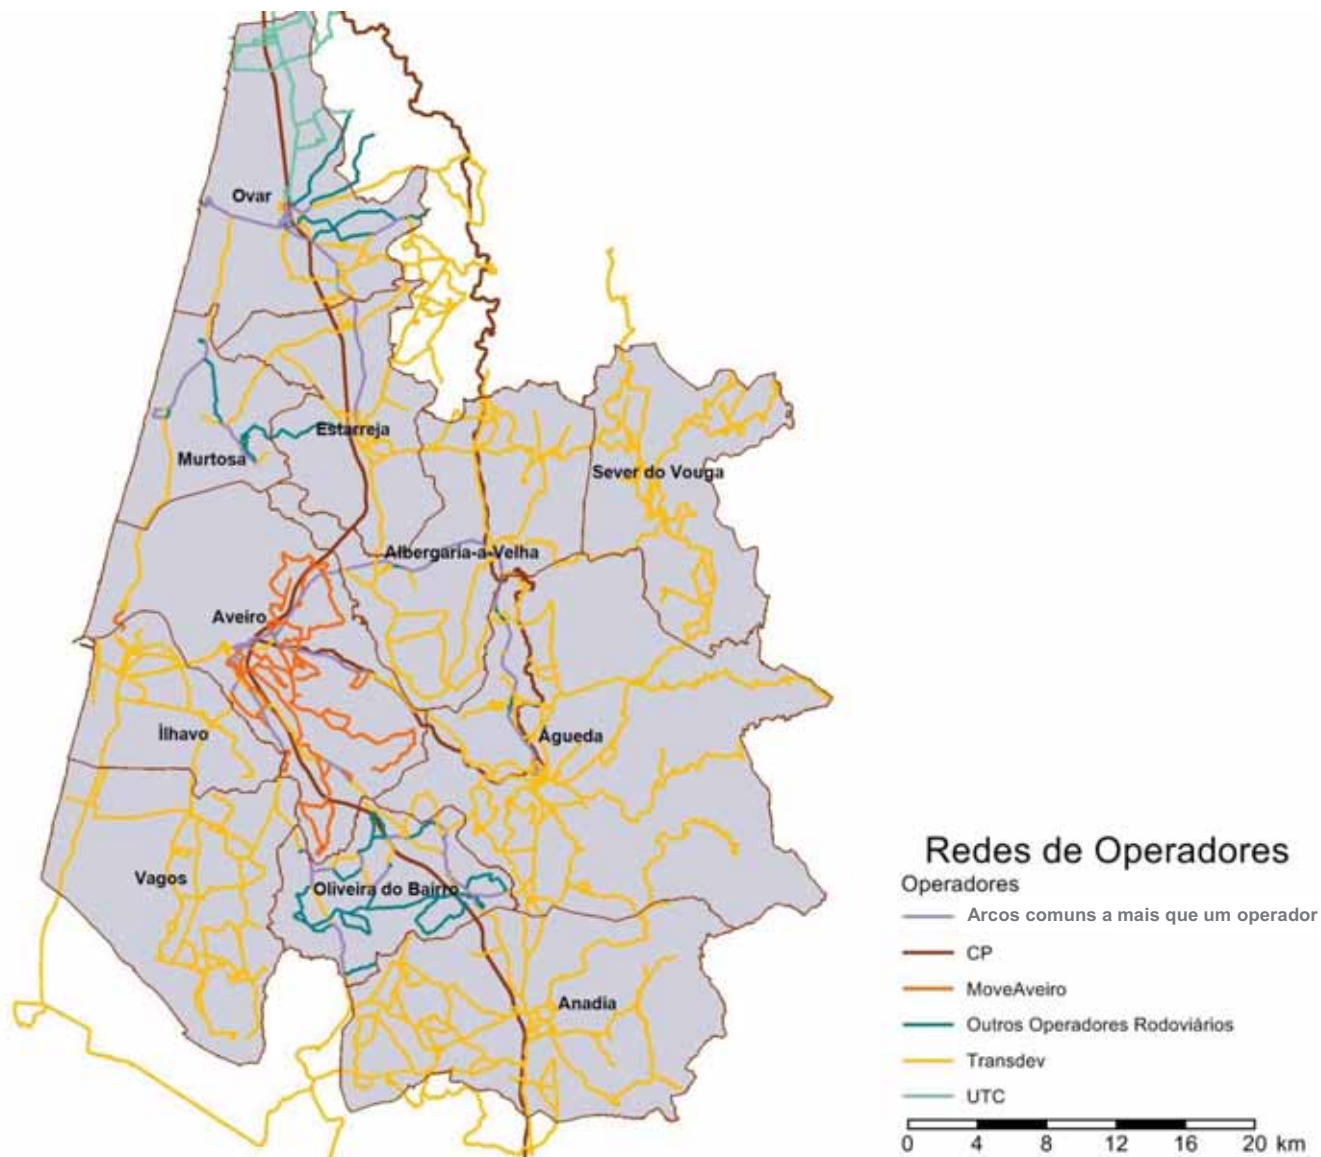 Ovar
Estarreja
Murtosa
Sever do Vouga
Albergaria-a-Velha
Aveiro
Ílhavo
Águeda
Vagos
Oliveira do Bairro
Anadia
Redes de Operadores
Operadores
Arcos comuns a mais que um operador
CP
MoveAveiro
Outros Operadores Rodoviários
Transdev
UTC
0 4 8 12 16 20 km